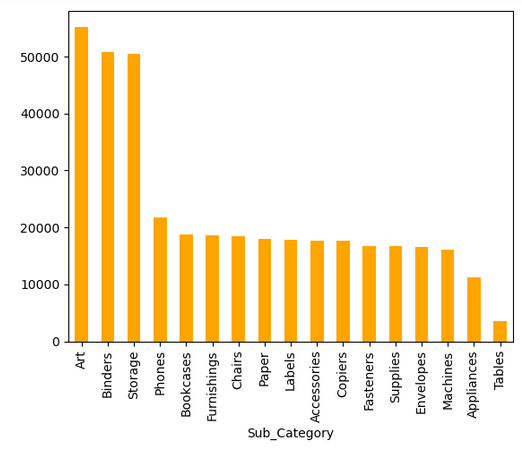 50000
40000
30000
20000
10000
0
Art
Binders
Storage
Phones
Bookcases
Furnishings
Chairs
Paper
Labels
Accessories
Copiers
Fasteners
Supplies
Envelopes
Machines
Appliances
Tables
Sub_Category